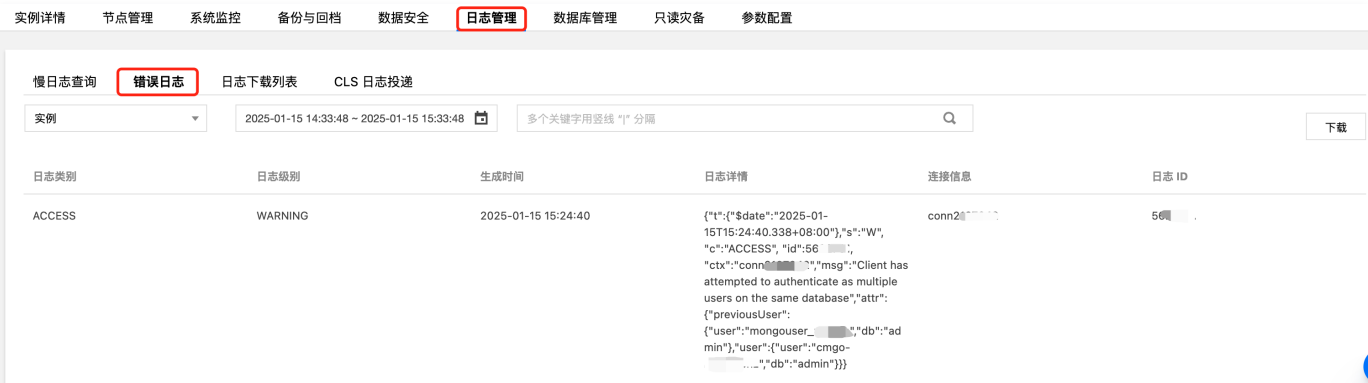 实例详情 节点管理 系统监控 备份与回档 数据安全 日志管理 数据库管理 只读灾备 参数配置
慢日志查询 错误日志 日志下载列表 CLS 日志投递
实例 2025-01-15 14:33:48 ~ 2025-01-15 15:33:48 多个关键字用竖线 "|" 分隔
下载
日志类别 日志级别 生成时间 日志详情 连接信息 日志 ID
ACCESS WARNING 2025-01-15 15:24:40 {"t":{"$date":"2025-01- conn2 56
15T15:24:40.338+08:00"},"s":"W",
"c":"ACCESS", "id":56 ,
"ctx":"conn ","msg":"Client has
attempted to authenticate as multiple
users on the same database","attr":
{"previousUser":
{"user":"mongouser_ ","db":"ad
min"},"user":{"user":"cmgo-
","db":"admin"}}}